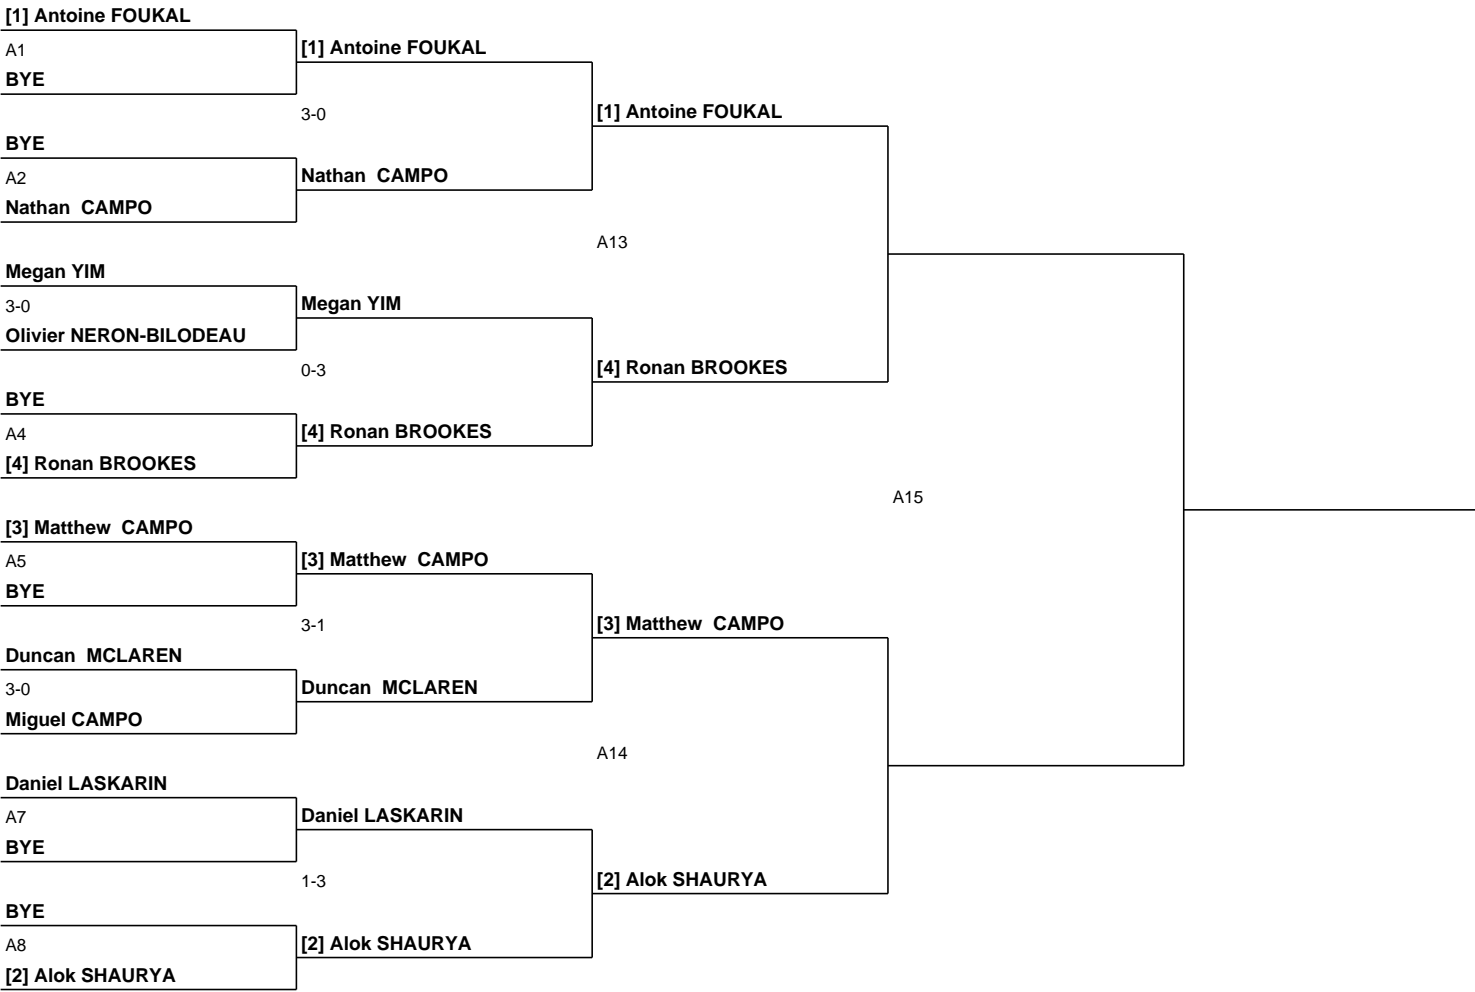 [1] Antoine FOUKAL
A1
BYE
BYE
A2
Nathan  CAMPO
Megan YIM
3-0
Olivier NERON-BILODEAU
BYE
A4
[4] Ronan BROOKES
[3] Matthew  CAMPO
A5
BYE
Duncan  MCLAREN
3-0
Miguel CAMPO
Daniel LASKARIN
A7
BYE
BYE
A8
[2] Alok SHAURYA
[1] Antoine FOUKAL
3-0
Nathan  CAMPO
Megan YIM
0-3
[4] Ronan BROOKES
[3] Matthew  CAMPO
3-1
Duncan  MCLAREN
Daniel LASKARIN
1-3
[2] Alok SHAURYA
[1] Antoine FOUKAL
A13
[4] Ronan BROOKES
[3] Matthew  CAMPO
A14
[2] Alok SHAURYA
A15